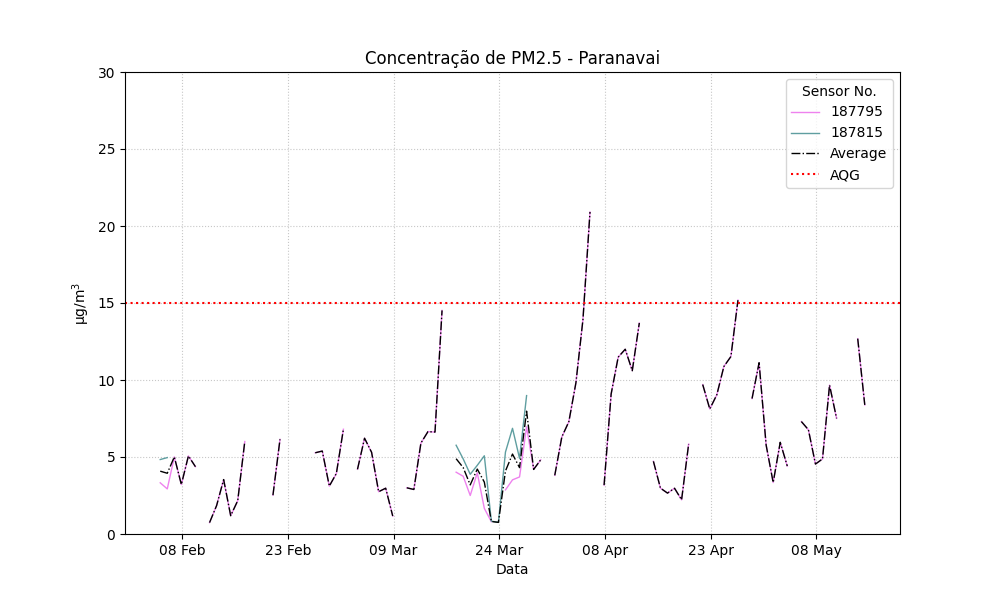 Concentração de PM2.5 - Paranavai
30
25
20
15
10
5
0
µg/m³
08 Feb
23 Feb
09 Mar
24 Mar
08 Apr
23 Apr
08 May
Data
Sensor No.
187795
187815
Average
AQG